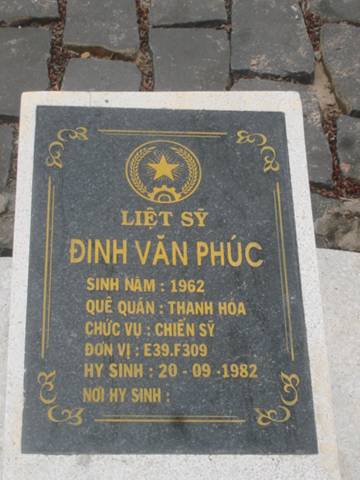 LIỆT SỸ
ĐINH VĂN PHÚC
SINH NĂM : 1962
QUÊ QUÁN : THANH HÓA
CHỨC VỤ : CHIẾN SỸ
ĐƠN VỊ : E39.F309
HY SINH : 20 - 09 -1982
NƠI HY SINH :